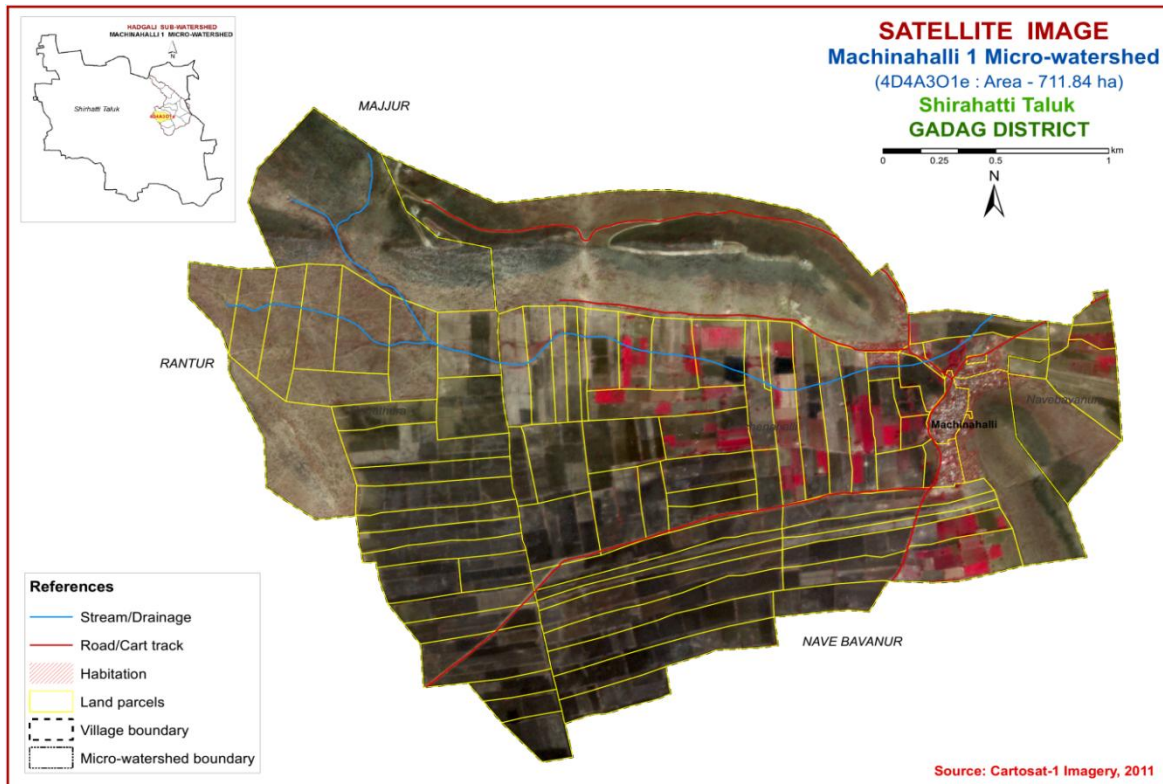 HADGALI SUB-WATERSHED
MACHINAHALLI 1 MICRO-WATERSHED
N
Shirhatti Taluk
SATELLITE IMAGE
Machinahalli 1 Micro-watershed
(4D4A3O1e : Area - 711.84 ha)
Shirahatti Taluk
GADAG DISTRICT
km
0 0.25 0.5 1
N
MAJJUR
RANTUR
Navebavanur
Machinahalli
NAVE BAVANUR
References
Stream/Drainage
Road/Cart track
Habitation
Land parcels
Village boundary
Micro-watershed boundary
Source: Cartosat-1 Imagery, 2011